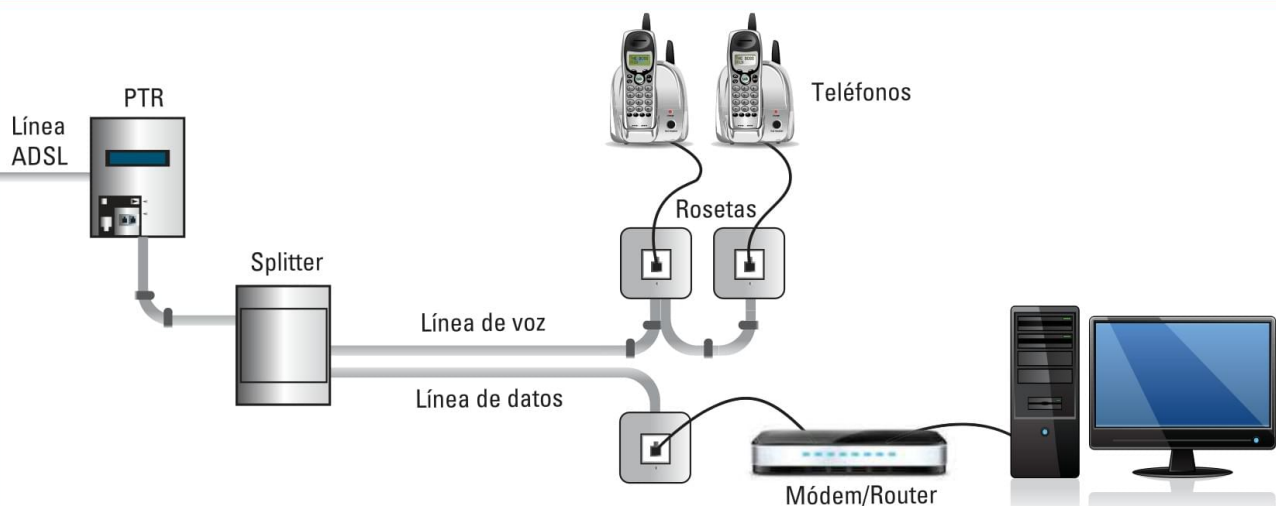 PTR
Línea
ADSL
Splitter
Teléfonos
Rosetas
Línea de voz
Línea de datos
Módem/Router